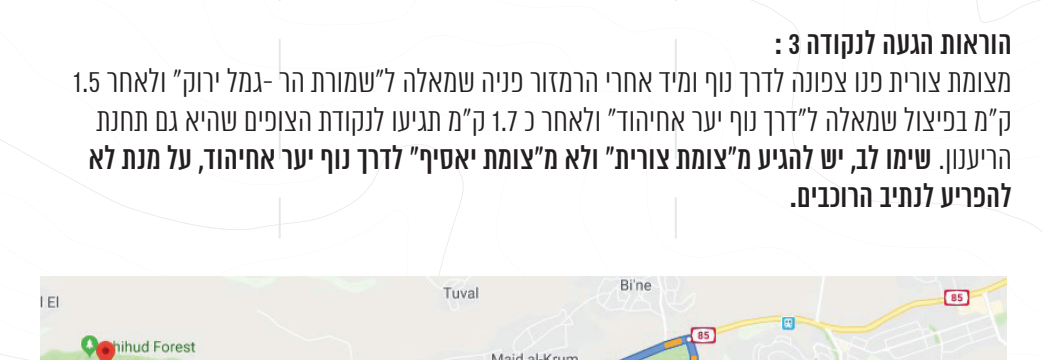 הוראות הגעה לנקודה 3 :
מצומת צורית פנו צפונה לדרך נוף ומיד אחרי הרמזור פניה שמאלה ל"שמורת הר -גמל ירוק" ולאחר 1.5
ק"מ בפיצול שמאלה ל"דרך נוף יער אחיהוד" ולאחר כ 1.7 ק"מ תגיעו לנקודת הצופים שהיא גם תחנת
הריענון. שימו לב, יש להגיע מ"צומת צורית" ולא מ"צומת יאסיף" לדרך נוף יער אחיהוד, על מנת לא
להפריע לנתיב הרוכבים.
Bi'ne
Tuval
85
El
85
hihud Forest
Majd al-Krum